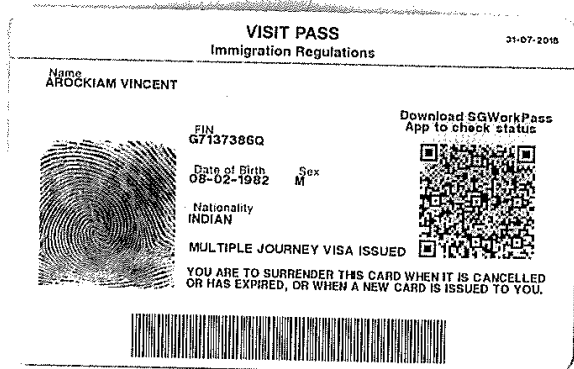 VISIT PASS
Immigration Regulations
31-07-2018
Name
AROCKIAM VINCENT
Download SGWorkPass
App to check status
FIN
G7137386Q
Date of Birth Sex
08-02-1982 M
Nationality
INDIAN
MULTIPLE JOURNEY VISA ISSUED
YOU ARE TO SURRENDER THIS CARD WHEN IT IS CANCELLED
OR HAS EXPIRED, OR WHEN A NEW CARD IS ISSUED TO YOU.